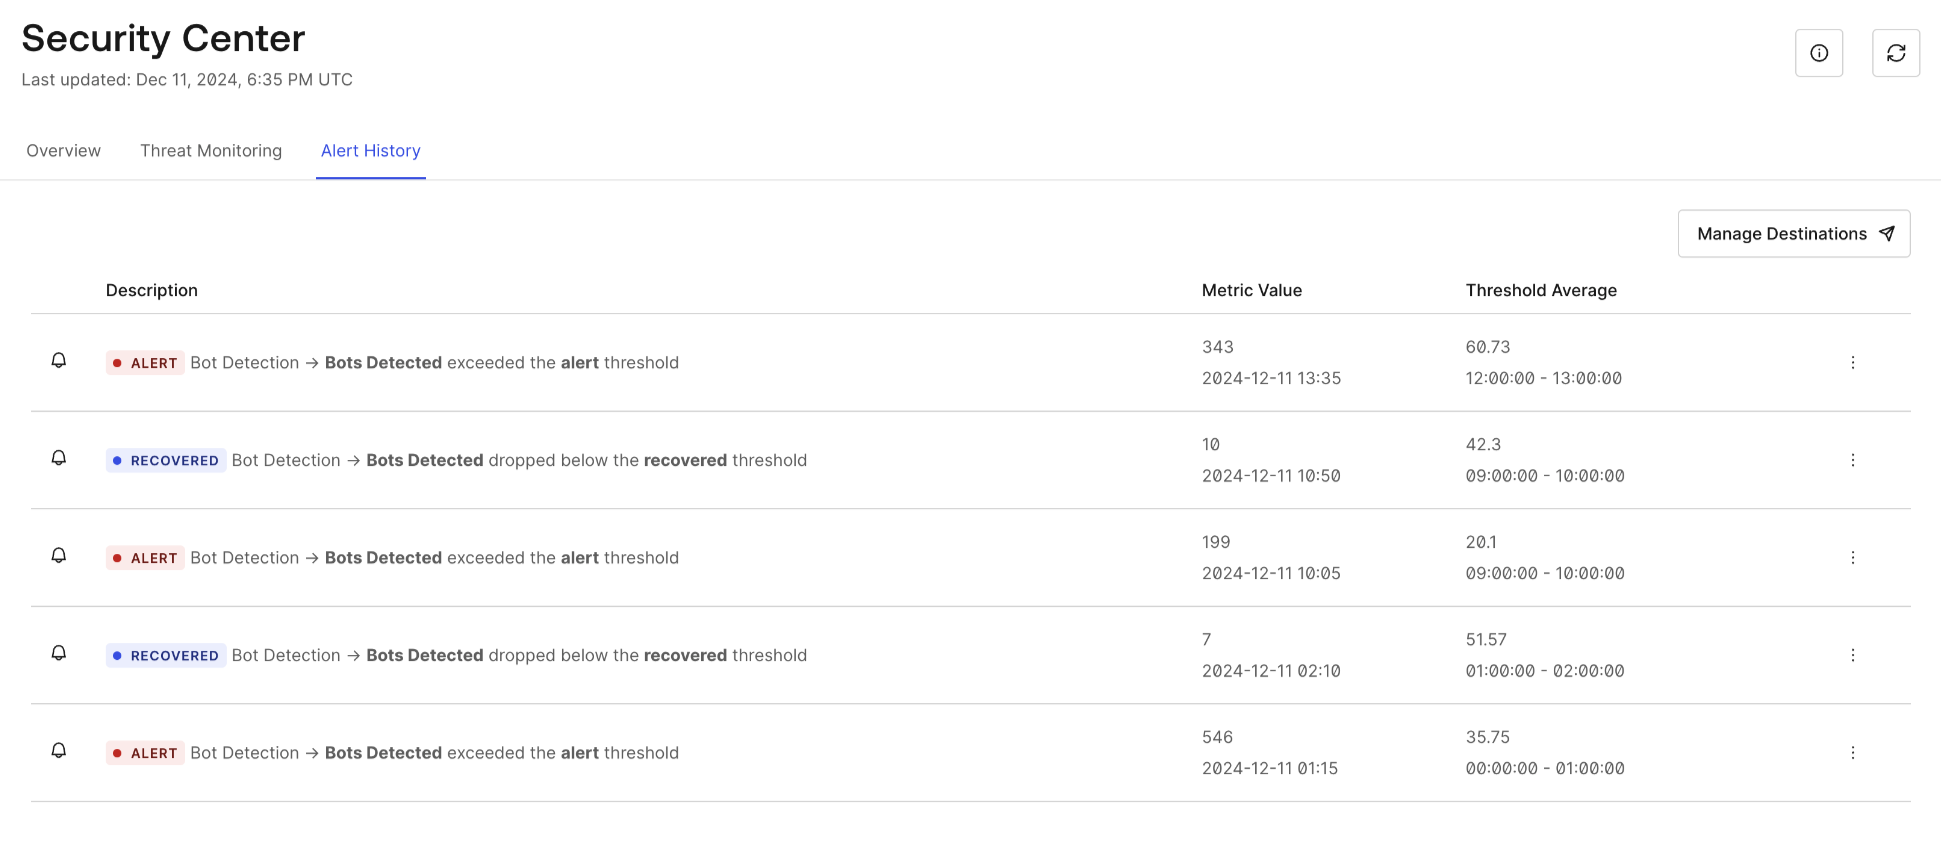 Security Center
Last updated: Dec 11, 2024, 6:35 PM UTC
Overview Threat Monitoring Alert History
Manage Destinations
Description Metric Value Threshold Average
ALERT Bot Detection → Bots Detected exceeded the alert threshold
343
2024-12-11 13:35
60.73
12:00:00 - 13:00:00
RECOVERED Bot Detection → Bots Detected dropped below the recovered threshold
10
2024-12-11 10:50
42.3
09:00:00 - 10:00:00
ALERT Bot Detection → Bots Detected exceeded the alert threshold
199
2024-12-11 10:05
20.1
09:00:00 - 10:00:00
RECOVERED Bot Detection → Bots Detected dropped below the recovered threshold
7
2024-12-11 02:10
51.57
01:00:00 - 02:00:00
ALERT Bot Detection → Bots Detected exceeded the alert threshold
546
2024-12-11 01:15
35.75
00:00:00 - 01:00:00